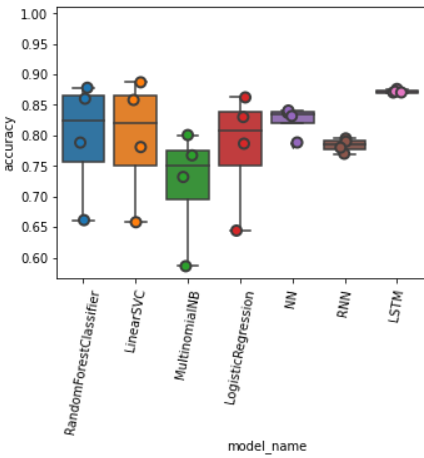 1.00
0.95
0.90
0.85
0.80
0.75
0.70
0.65
0.60
accuracy
RandomForestClassifier
LinearSVC
MultinomialNB
LogisticRegression
NN
RNN
LSTM
model_name